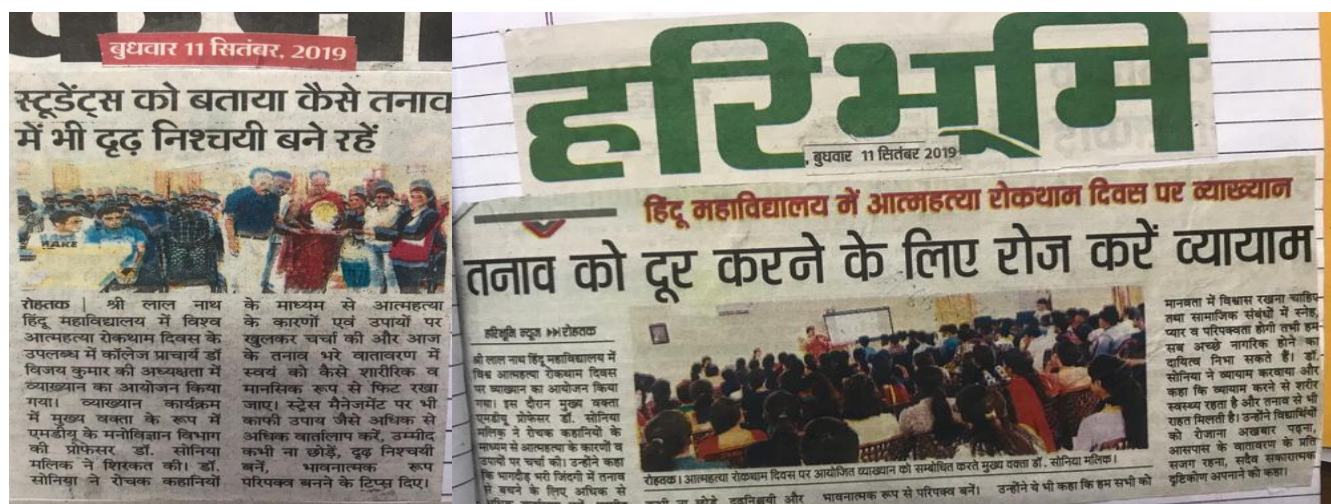 बुधवार 11 सितंबर, 2019
स्टूडेंट्स को बताया कैसे तनाव
में भी दृढ़ निश्चयी बने रहें
रोहतक | श्री लाल नाथ
हिंदू महाविद्यालय में विश्व
आत्महत्या रोकथाम दिवस के
उपलब्ध में कॉलेज प्राचार्य डॉ
विजय कुमार की अध्यक्षता में
व्याख्यान का आयोजन किया
गया। व्याख्यान कार्यक्रम
में मुख्य वक्ता के रूप में
एमडीयू के मनोविज्ञान विभाग
की प्रोफेसर डॉ. सोनिया
मलिक ने शिरकत की। डॉ.
सोनिया ने रोचक कहानियों
के माध्यम से आत्महत्या
के कारणों एवं उपायों पर
खुलकर चर्चा की और आज
के तनाव भरे वातावरण में
स्वयं को कैसे शारीरिक व
मानसिक रूप से फिट रखा
जाए। स्ट्रेस मैनेजमेंट पर भी
काफी उपाय जैसे अधिक से
अधिक वार्तालाप करें, उम्मीद
कभी ना छोड़ें, दृढ़ निश्चयी
बनें, भावनात्मक रूप
परिपक्व बनने के टिप्स दिए।
हरिभूमि
बुधवार 11 सितंबर 2019
हिंदू महाविद्यालय में आत्महत्या रोकथाम दिवस पर व्याख्यान
तनाव को दूर करने के लिए रोज करें व्यायाम
हरिभूमि न्यूज ▶▶ रोहतक
श्री लाल नाथ हिंदू महाविद्यालय में
विश्व आत्महत्या रोकथाम दिवस
पर व्याख्यान का आयोजन किया
गया। इस दौरान मुख्य वक्ता
एमडीयू प्रोफेसर डॉ. सोनिया
मलिक ने रोचक कहानियों के
माध्यम से आत्महत्या के कारणों व
उपायों पर चर्चा की। उन्होंने कहा
कि भागदौड़ भरी जिंदगी में तनाव
से बचने के लिए अधिक से
रोहतक। आत्महत्या रोकथाम दिवस पर आयोजित व्याख्यान को सम्बोधित करते मुख्य वक्ता डॉ. सोनिया मलिक।
कभी ना छोड़े, दृढ़निश्चयी और
भावनात्मक रूप से परिपक्व बनें।
उन्होंने ये भी कहा कि हम सभी को
मानवता में विश्वास रखना चाहिए
तथा सामाजिक संबंधों में स्नेह,
प्यार व परिपक्वता होगी तभी हम
सब अच्छे नागरिक होने का
दायित्व निभा सकते हैं। डॉ.
सोनिया ने व्यायाम करवाया और
कहा कि व्यायाम करने से शरीर
स्वस्थ्य रहता है और तनाव से भी
राहत मिलती है। उन्होंने विद्यार्थियों
को रोजाना अखबार पढ़ना,
आसपास के वातावरण के प्रति
सजग रहना, सदैव सकारात्मक
दृष्टिकोण अपनाने को कहा।